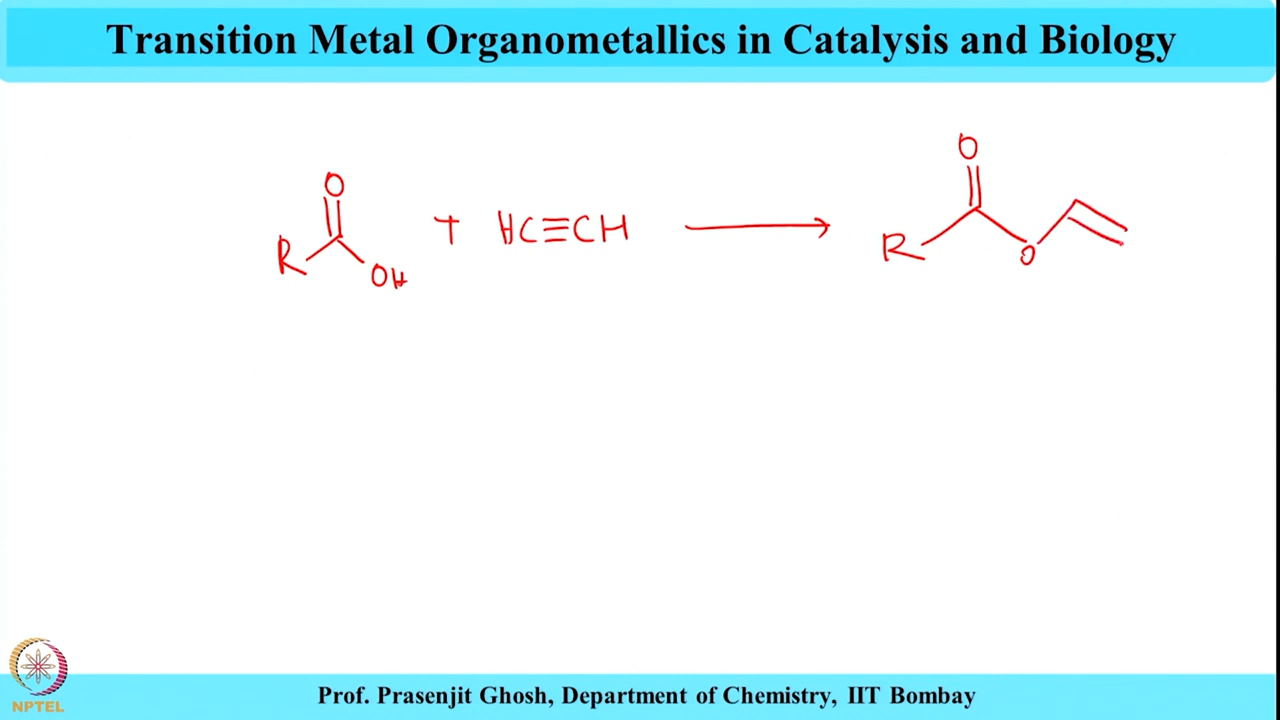 Transition Metal Organometallics in Catalysis and Biology
O O
R OH + HC≡CH → R O
Prof. Prasenjit Ghosh, Department of Chemistry, IIT Bombay
NPTEL